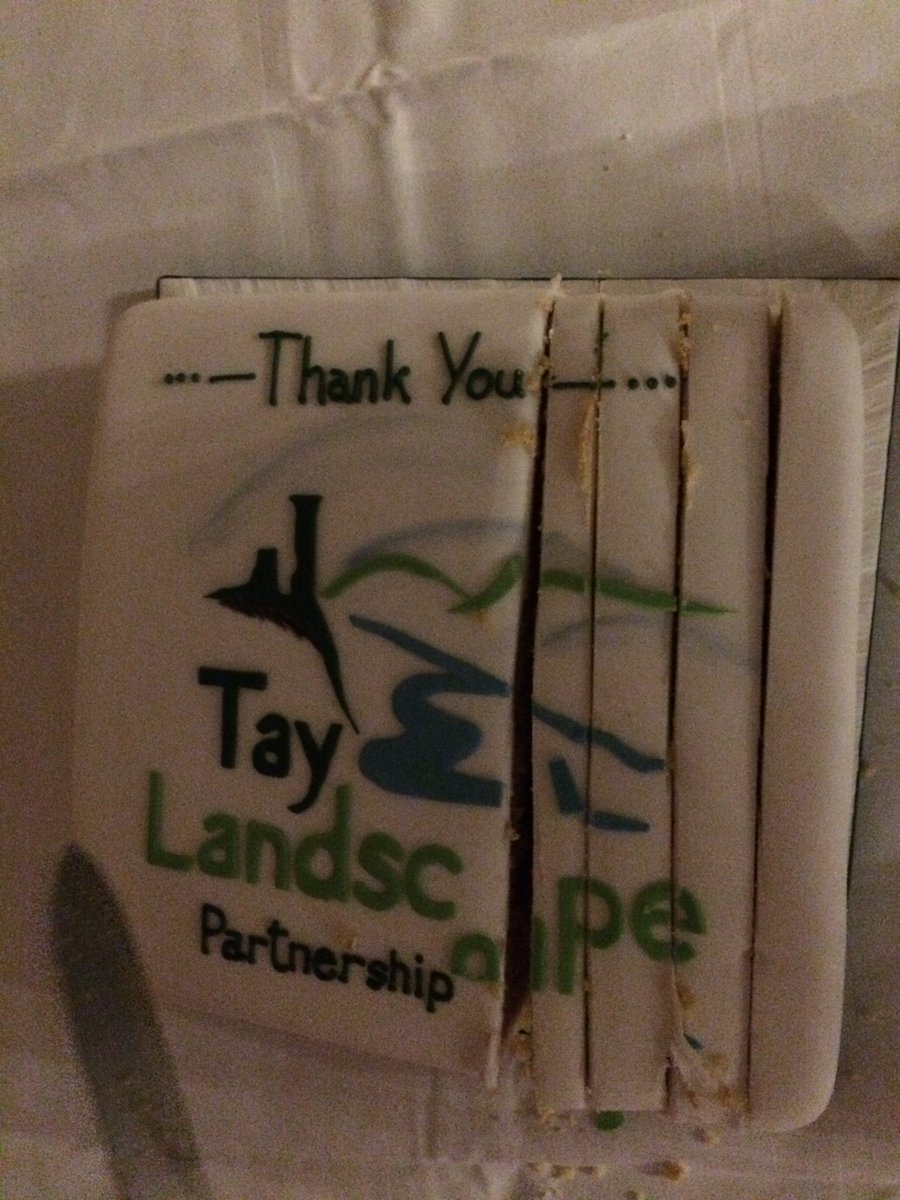 ...—Thank You—...
Tay
Landscape
Partnership